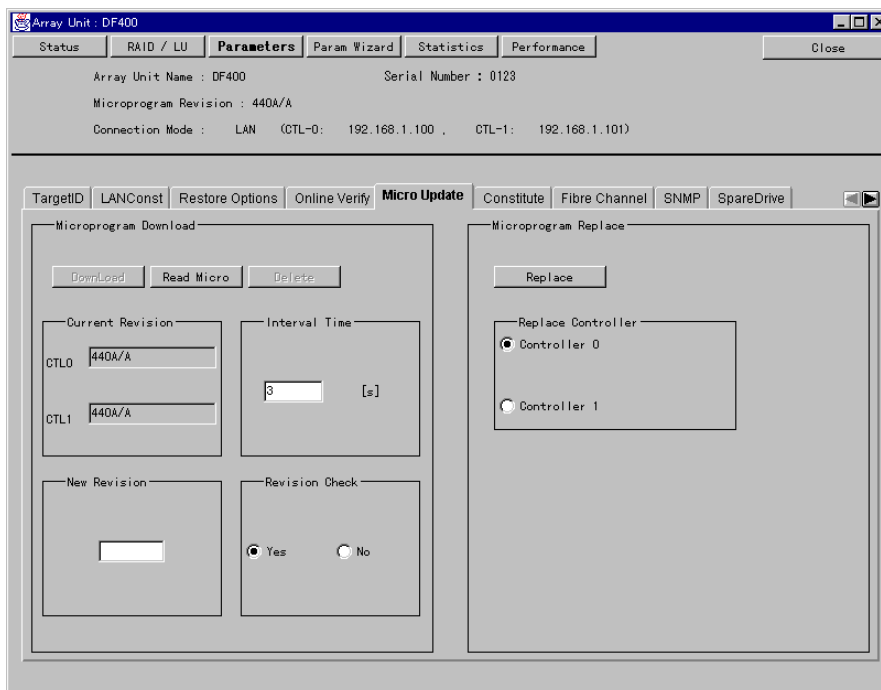 Array Unit : DF400
Status RAID / LU Parameters Param Wizard Statistics Performance Close
Array Unit Name : DF400 Serial Number : 0123
Microprogram Revision : 440A/A
Connection Mode : LAN (CTL-0: 192.168.1.100 , CTL-1: 192.168.1.101)
TargetID LANConst Restore Options Online Verify Micro Update Constitute Fibre Channel SNMP SpareDrive
Microprogram Download
DownLoad Read Micro Delete
Current Revision
CTL0 440A/A
CTL1 440A/A
Interval Time
3 [s]
New Revision
Revision Check
Yes No
Microprogram Replace
Replace
Replace Controller
Controller 0
Controller 1